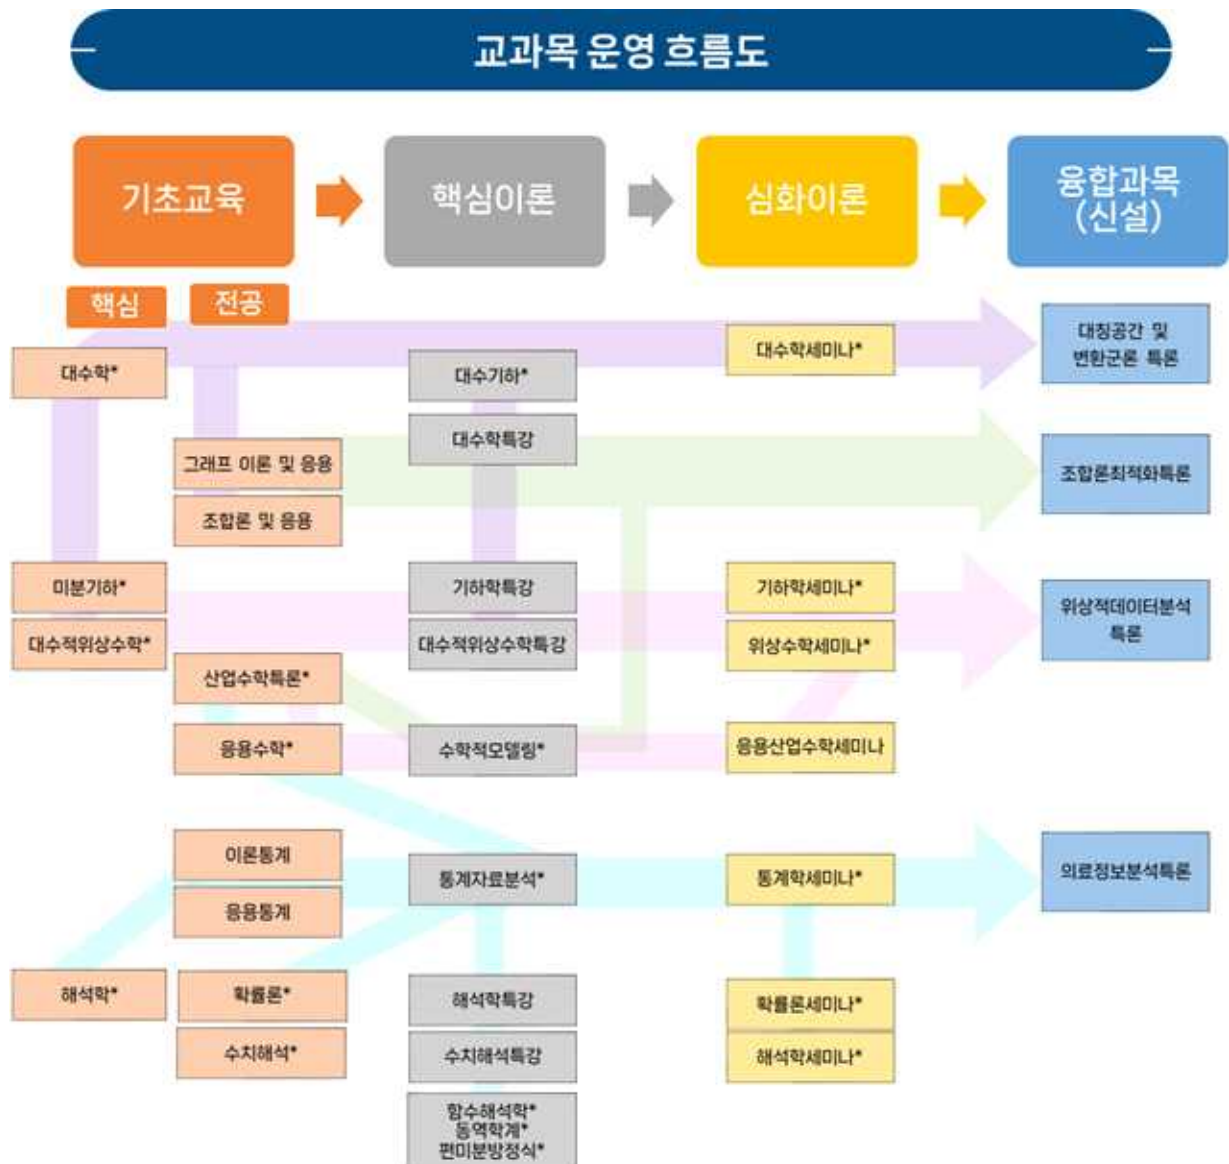 교과목 운영 흐름도
기초교육
핵심이론
심화이론
융합과목
(신설)
핵심
전공
대수학*
그래프 이론 및 응용
조합론 및 응용
미분기하*
대수적위상수학*
산업수학특론*
응용수학*
이론통계
응용통계
해석학*
확률론*
수치해석*
대수기하*
대수학특강
기하학특강
대수적위상수학특강
수학적모델링*
통계자료분석*
해석학특강
수치해석특강
함수해석학*
동역학계*
편미분방정식*
대수학세미나*
기하학세미나*
위상수학세미나*
응용산업수학세미나
통계학세미나*
확률론세미나*
해석학세미나*
대칭공간 및
변환군론 특론
조합론최적화특론
위상적데이터분석
특론
의료정보분석특론